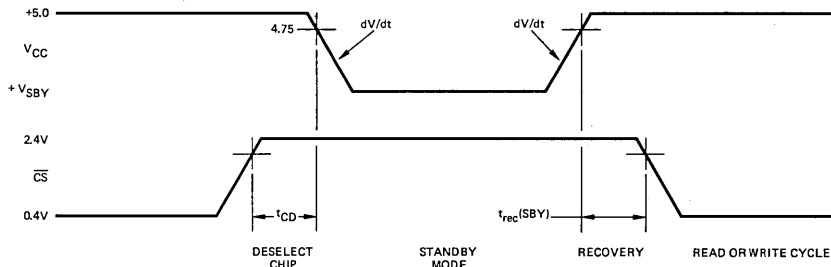 +5.0
4.75
dV/dt
dV/dt
VCC
+ VSBY
2.4V
CS
0.4V
tCD
trec(SBY)
DESELECT CHIP
STANDBY MODE
RECOVERY
READ OR WRITE CYCLE